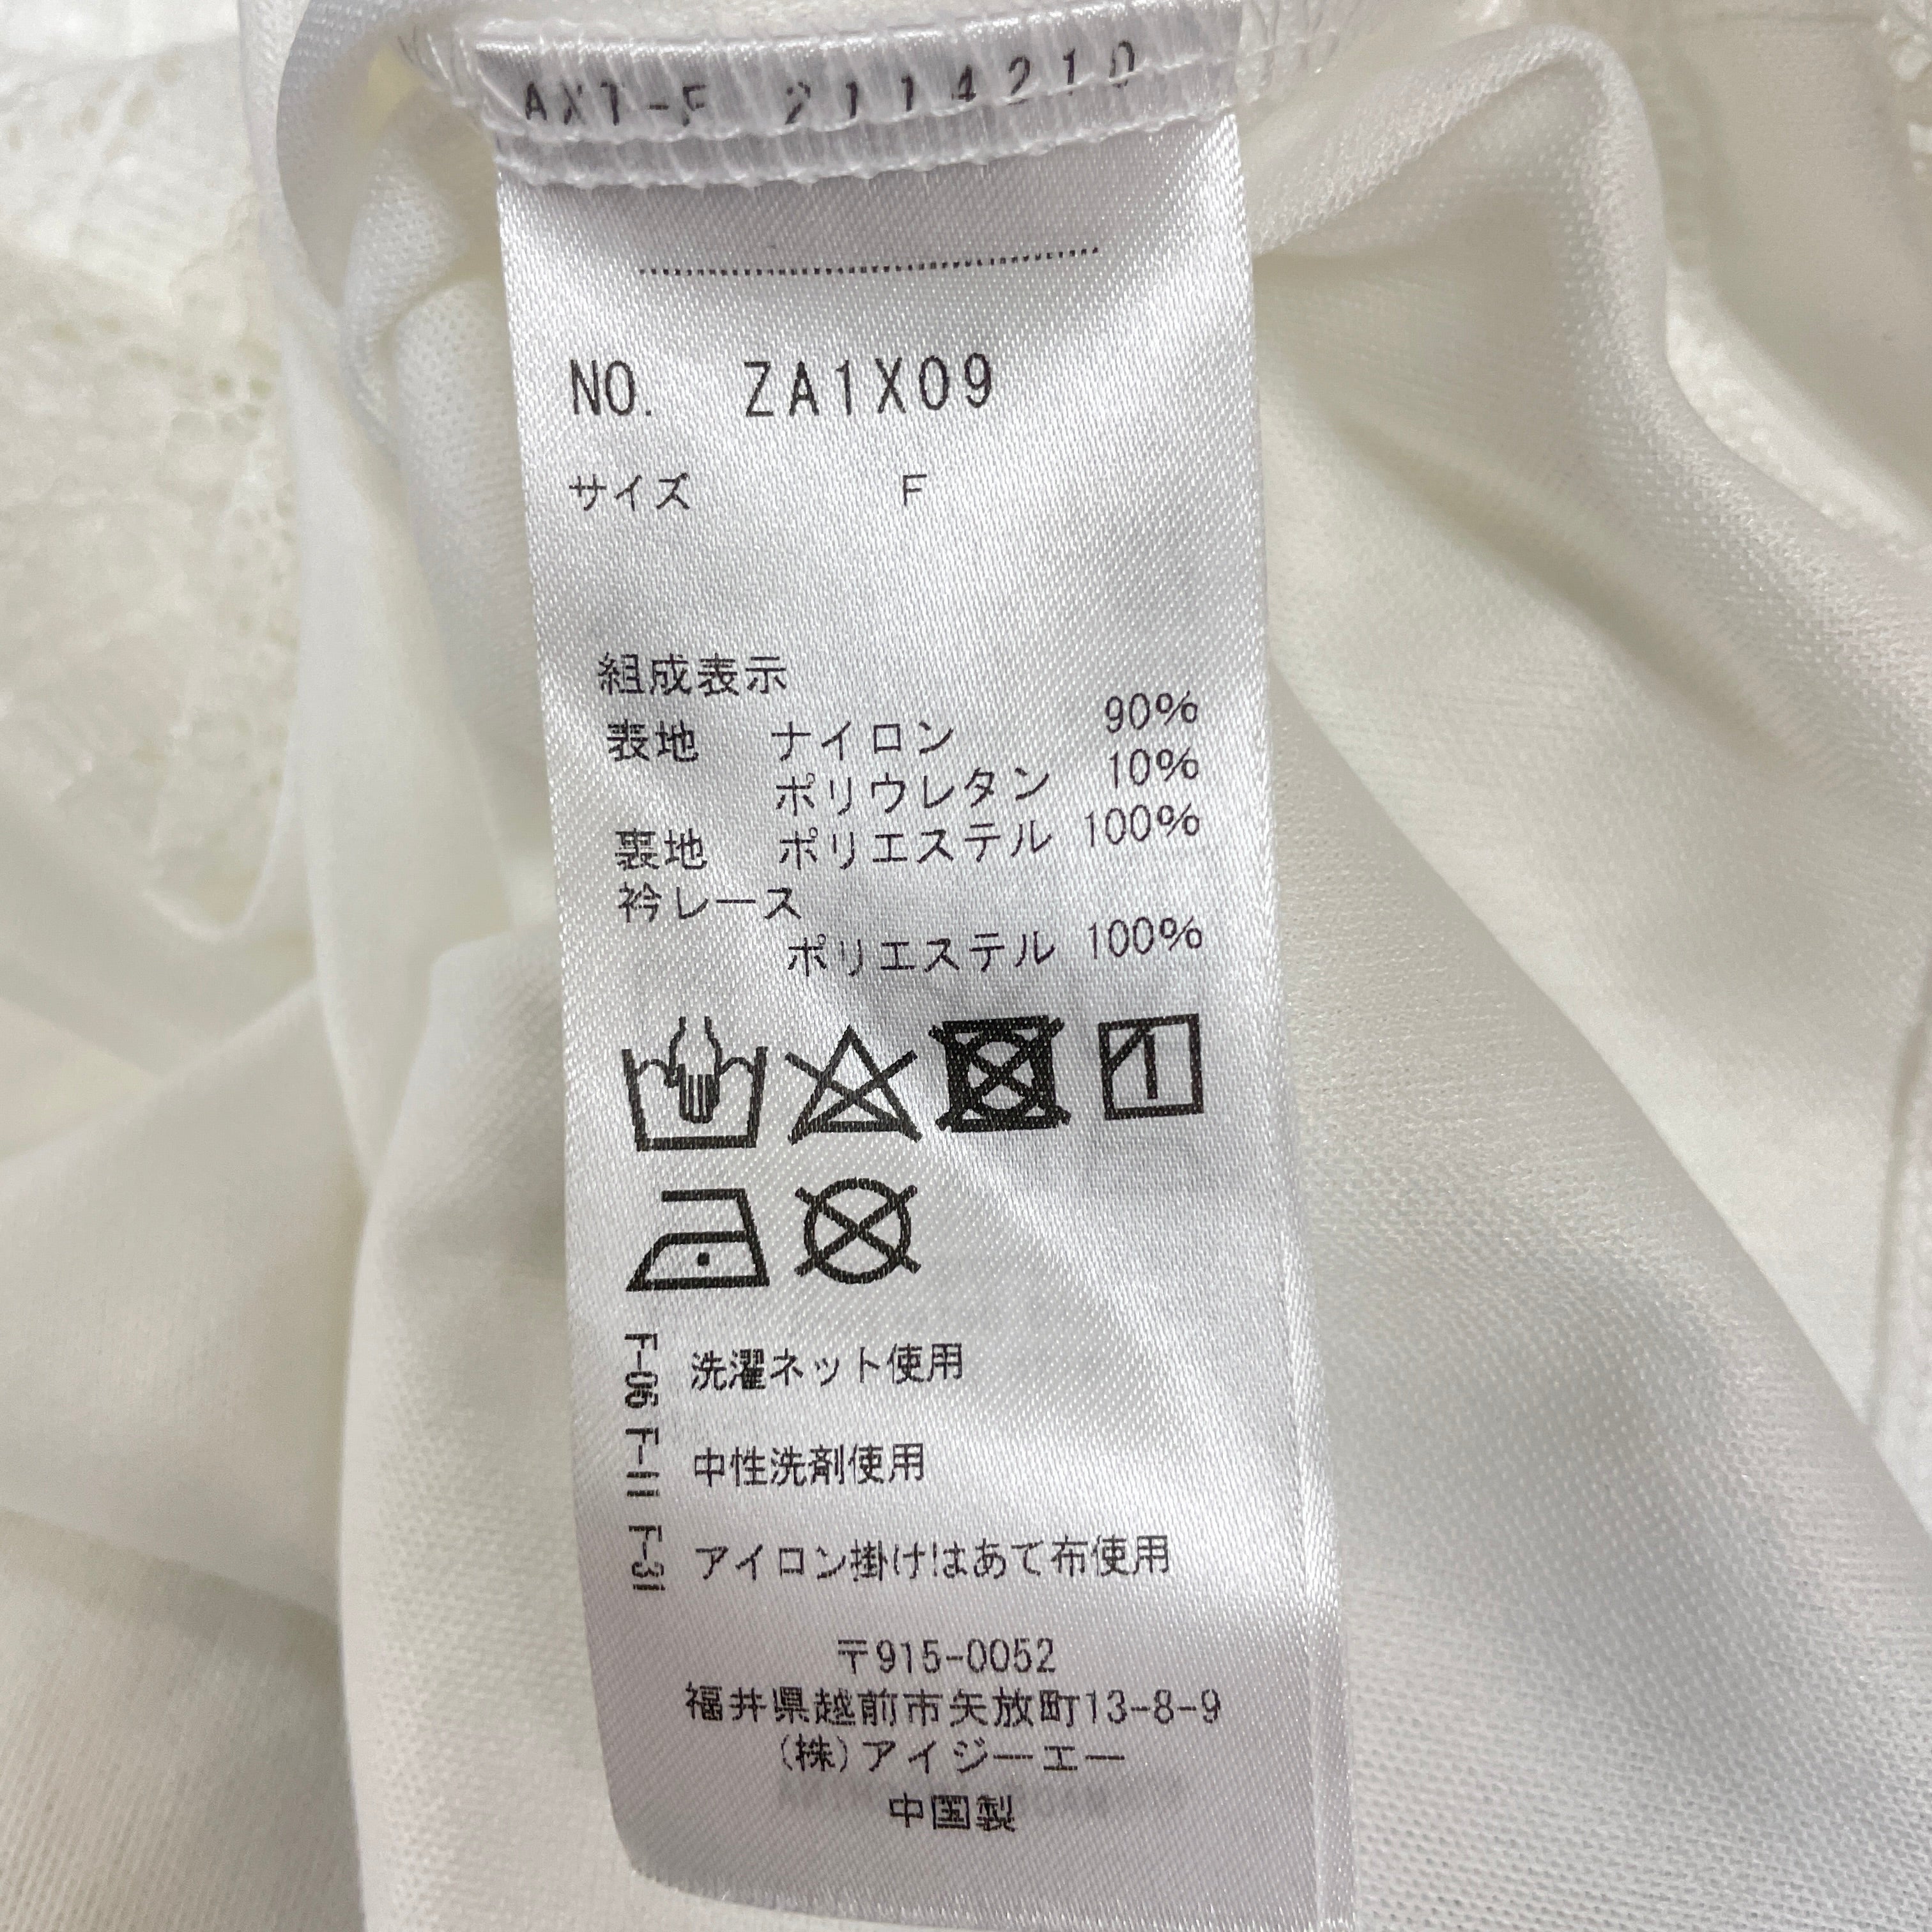 AXT-F 2114210
NO. ZA1X09
サイズ F
組成表示
表地 ナイロン 90%
ポリウレタン 10%
裏地 ポリエステル 100%
衿レース
ポリエステル 100%
F-06 洗濯ネット使用
F-11 中性洗剤使用
F-31 アイロン掛けはあて布使用
〒915-0052
福井県越前市矢放町13-8-9
(株)アイジーエー
中国製